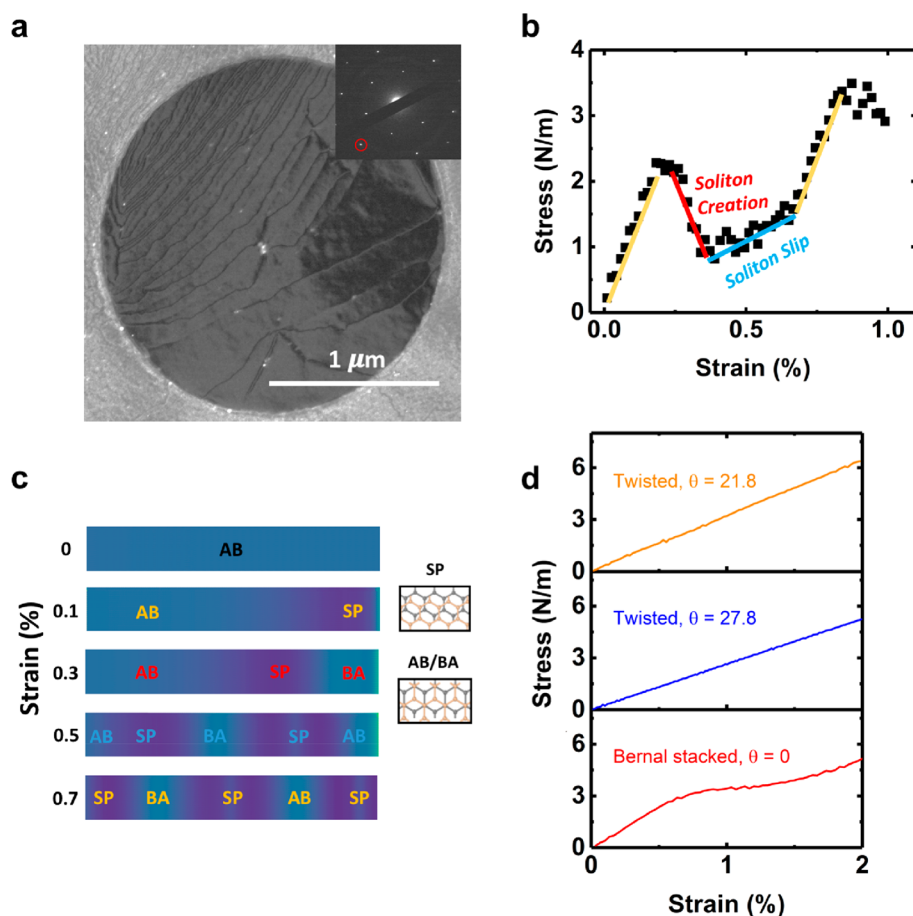 a
1 μm
b
Stress (N/m)
4
3
2
1
0
Soliton
Creation
Soliton Slip
0.0
0.5
1.0
Strain (%)
c
Strain (%)
0
AB
0.1
AB
SP
0.3
AB
SP
BA
0.5
AB
SP
BA
SP
AB
0.7
SP
BA
SP
AB
SP
SP
AB/BA
d
Stress (N/m)
6
3
0
Twisted, θ = 21.8
6
3
0
Twisted, θ = 27.8
6
3
0
Bernal stacked, θ = 0
0
1
2
Strain (%)